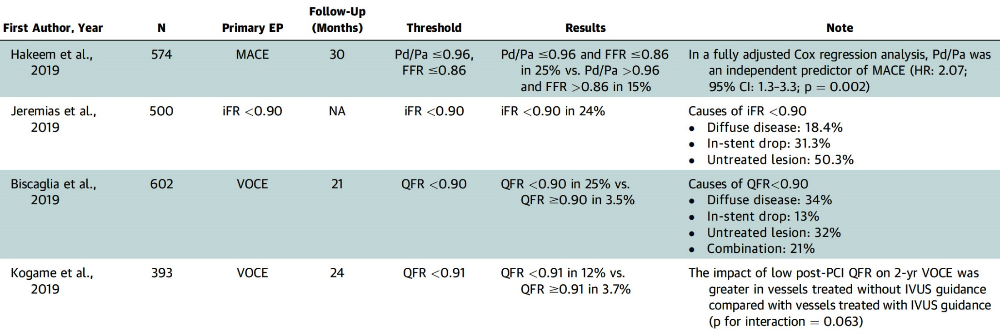 First Author, Year N Primary EP Follow-Up (Months) Threshold Results Note
Hakeem et al., 574 MACE 30 Pd/Pa ≤0.96, Pd/Pa ≤0.96 and FFR ≤0.86 In a fully adjusted Cox regression analysis, Pd/Pa was
2019 FFR ≤0.86 in 25% vs. Pd/Pa >0.96 an independent predictor of MACE (HR: 2.07;
and FFR >0.86 in 15% 95% CI: 1.3–3.3; p = 0.002)
Jeremias et al., 500 iFR <0.90 NA iFR <0.90 iFR <0.90 in 24% Causes of iFR <0.90
2019 • Diffuse disease: 18.4%
• In-stent drop: 31.3%
• Untreated lesion: 50.3%
Biscaglia et al., 602 VOCE 21 QFR <0.90 QFR <0.90 in 25% vs. Causes of QFR<0.90
2019 QFR ≥0.90 in 3.5% • Diffuse disease: 34%
• In-stent drop: 13%
• Untreated lesion: 32%
• Combination: 21%
Kogame et al., 393 VOCE 24 QFR <0.91 QFR <0.91 in 12% vs. The impact of low post-PCI QFR on 2-yr VOCE was
2019 QFR ≥0.91 in 3.7% greater in vessels treated without IVUS guidance
compared with vessels treated with IVUS guidance
(p for interaction = 0.063)